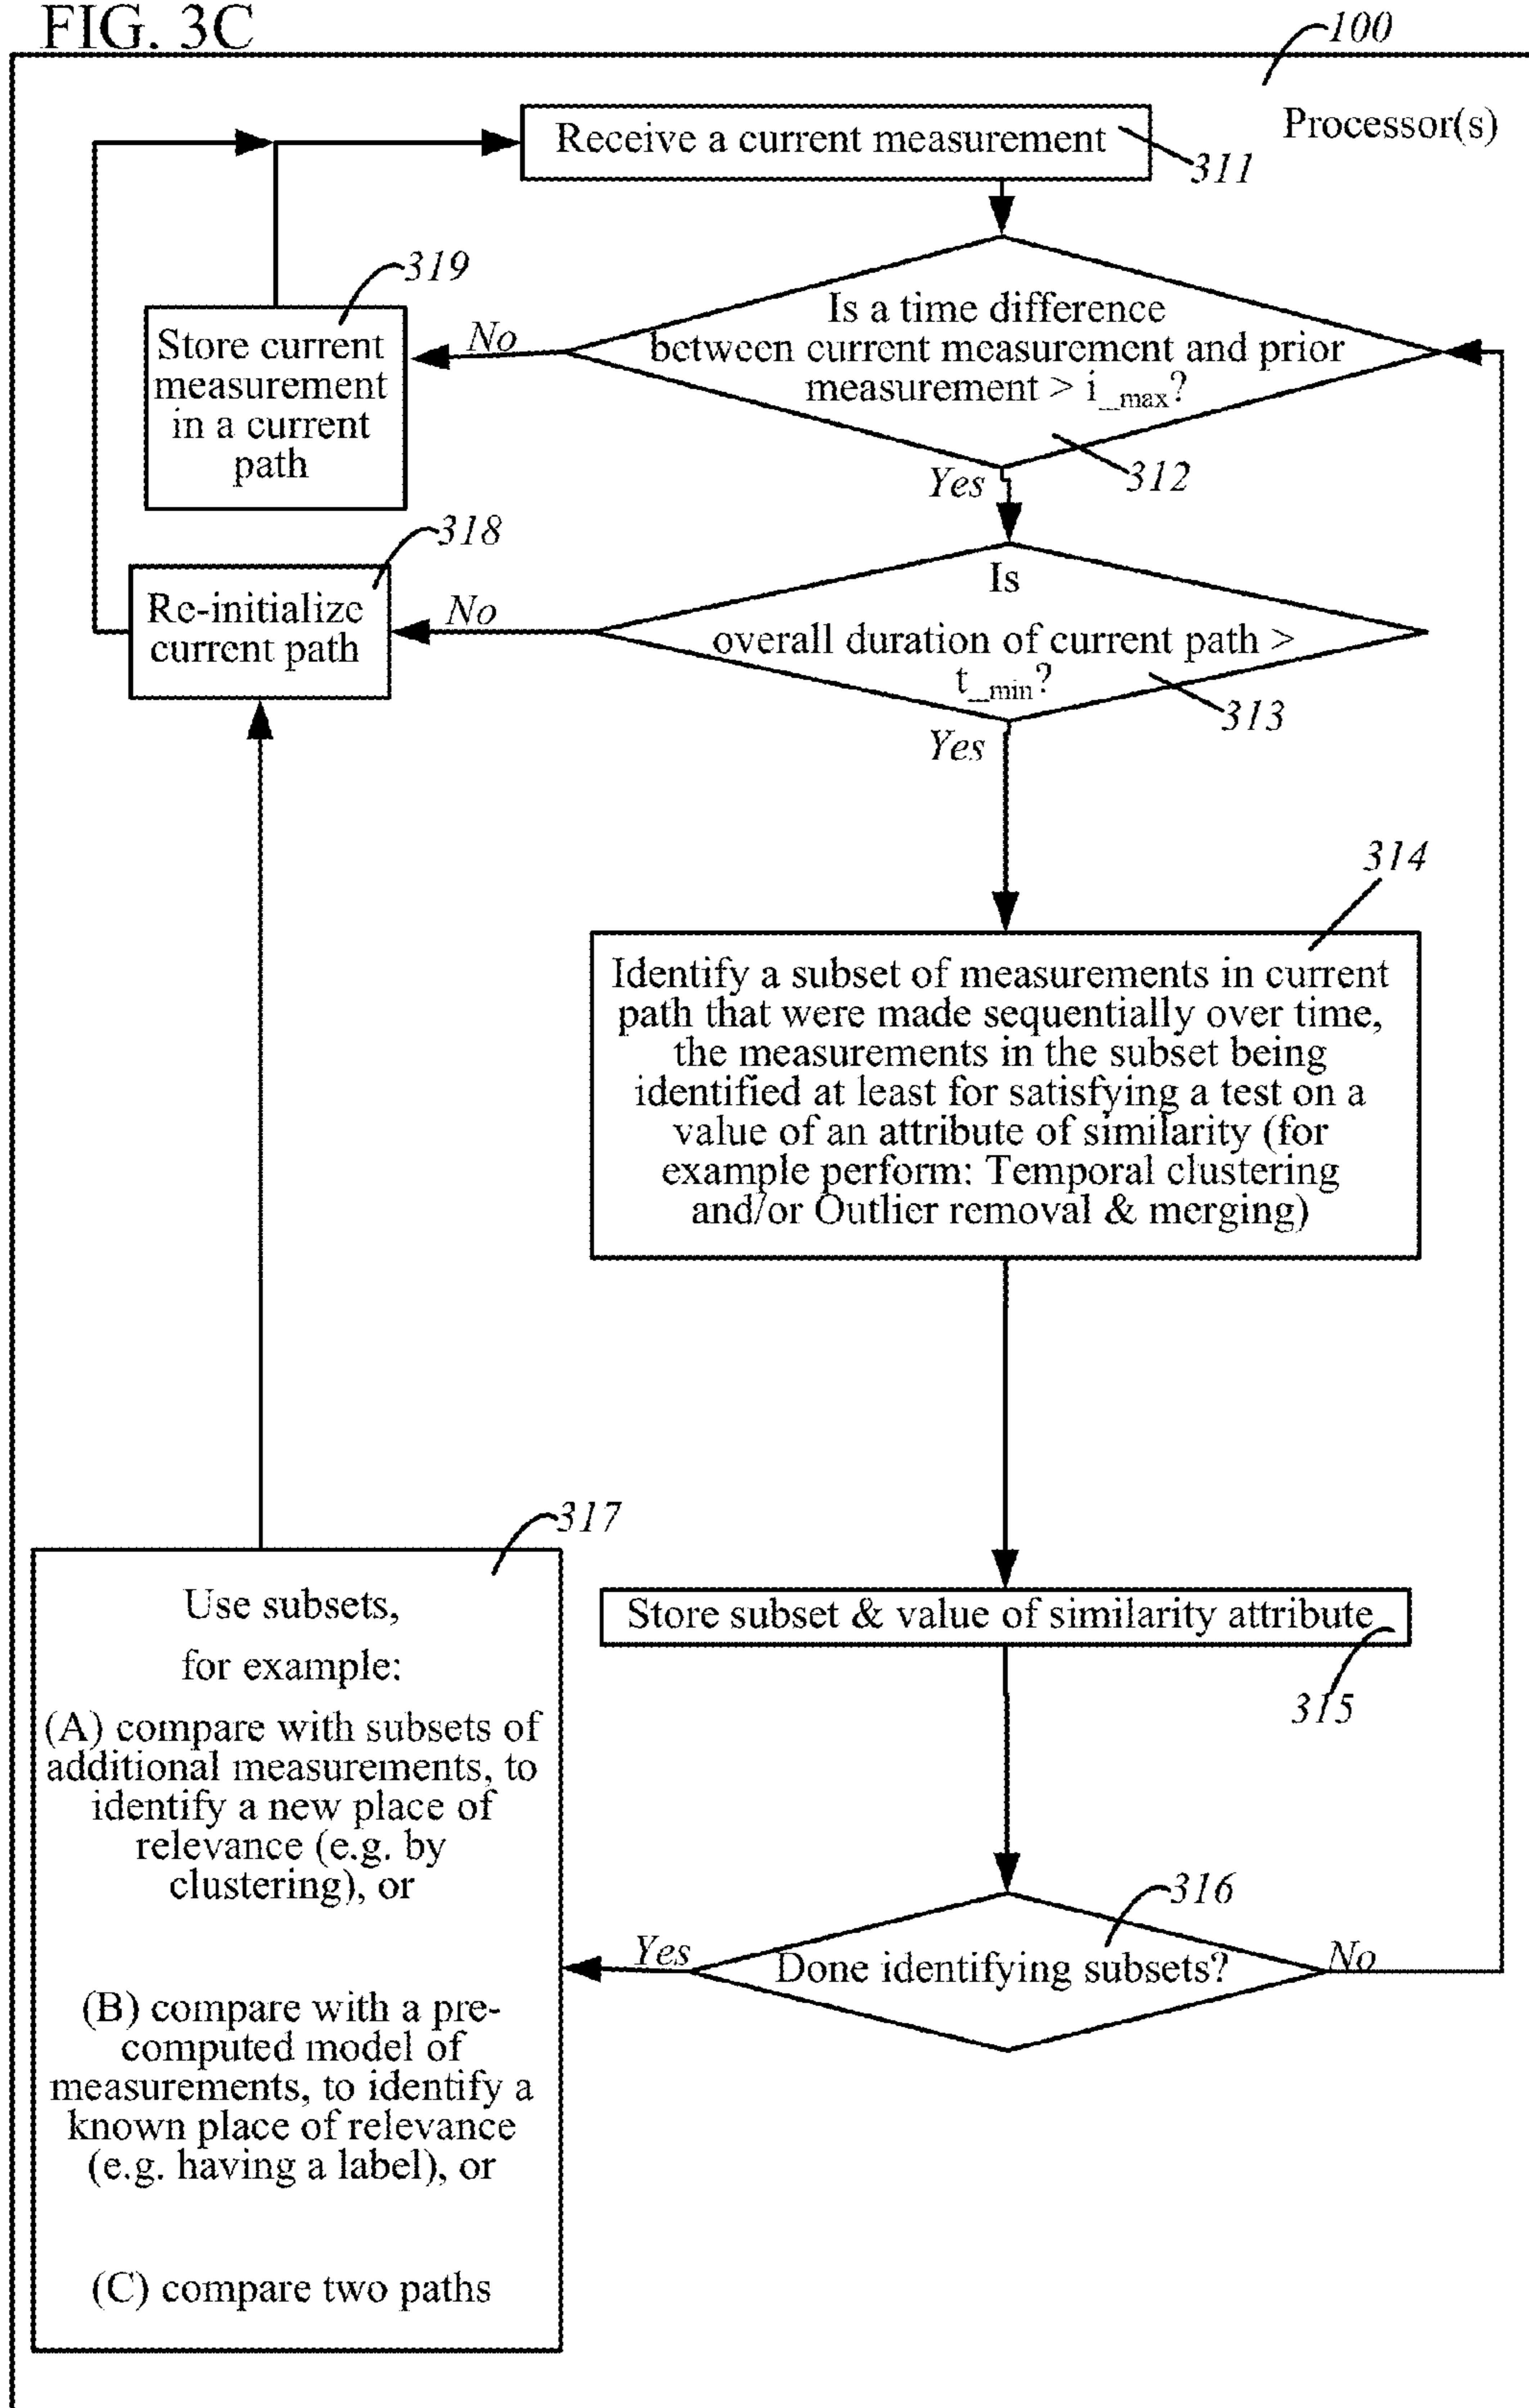 FIG. 3C
100
Processor(s)
Receive a current measurement
311
319
Store current
measurement
in a current
path
No
Is a time difference
between current measurement and prior
measurement > i_max?
312
Yes
318
Re-initialize
current path
No
Is
overall duration of current path >
t_min?
313
Yes
314
Identify a subset of measurements in current
path that were made sequentially over time,
the measurements in the subset being
identified at least for satisfying a test on a
value of an attribute of similarity (for
example perform: Temporal clustering
and/or Outlier removal & merging)
Store subset & value of similarity attribute
315
316
Done identifying subsets?
Yes
No
317
Use subsets,
for example:
(A) compare with subsets of
additional measurements, to
identify a new place of
relevance (e.g. by
clustering), or
(B) compare with a pre-
computed model of
measurements, to identify a
known place of relevance
(e.g. having a label), or
(C) compare two paths